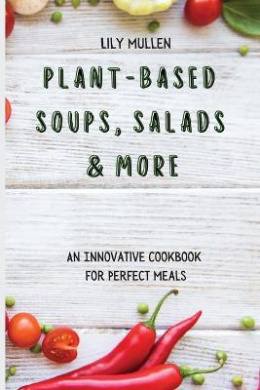 LILY MULLEN
PLANT-BASED
SOUPS, SALADS
& MORE
AN INNOVATIVE COOKBOOK
FOR PERFECT MEALS